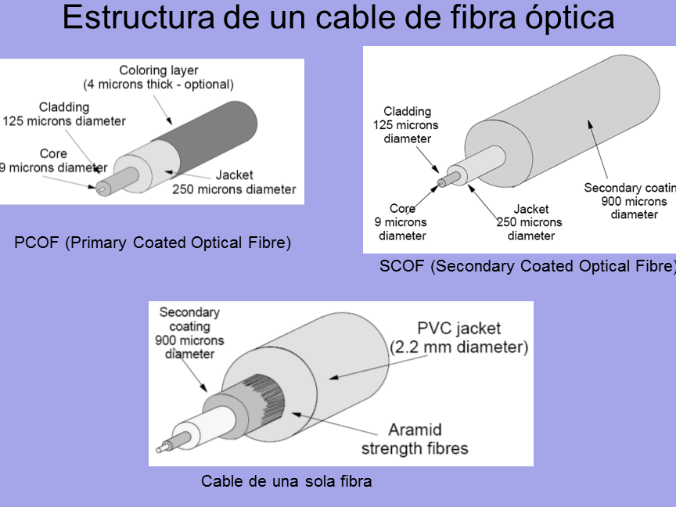 Estructura de un cable de fibra óptica
Coloring layer
(4 microns thick - optional)
Cladding
125 microns diameter
Core
9 microns diameter
Jacket
250 microns diameter
PCOF (Primary Coated Optical Fibre)
Cladding
125 microns
diameter
Core
9 microns
diameter
Jacket
250 microns
diameter
Secondary coatin
900 microns
diameter
SCOF (Secondary Coated Optical Fibre)
Secondary
coating
900 microns
diameter
PVC jacket
(2.2 mm diameter)
Aramid
strength fibres
Cable de una sola fibra